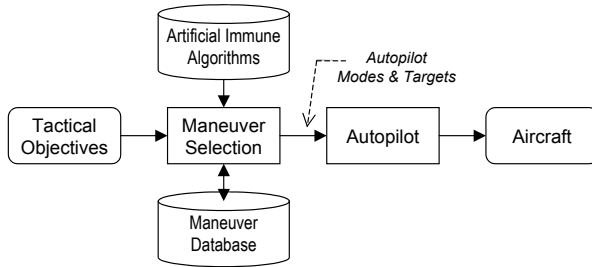 Artificial Immune
Algorithms
Autopilot
Modes & Targets
Tactical
Objectives
Maneuver
Selection
Autopilot
Aircraft
Maneuver
Database